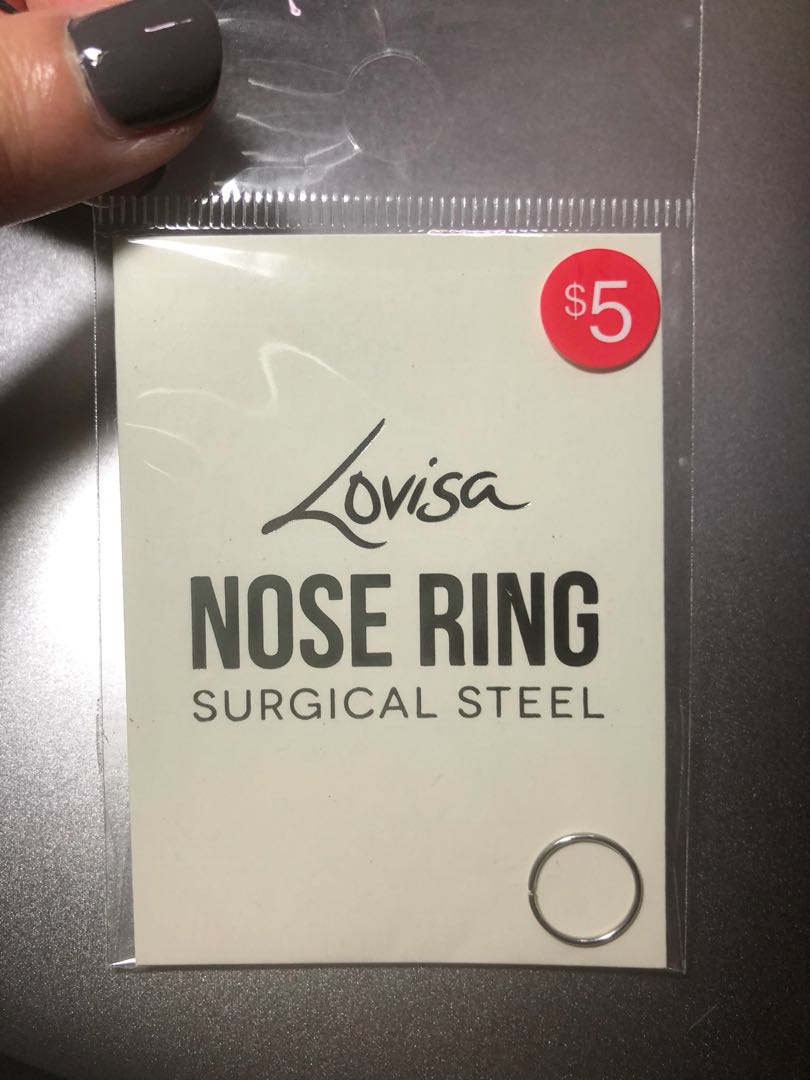 $5
Lovisa
NOSE RING
SURGICAL STEEL